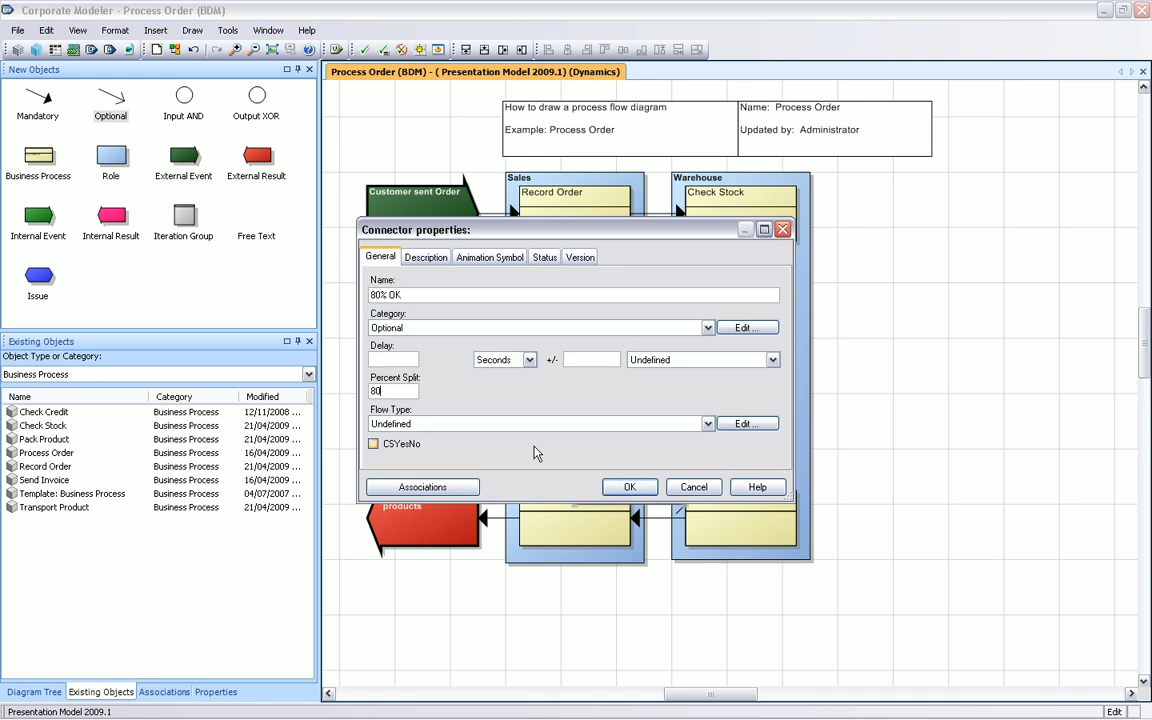 Corporate Modeler - Process Order (BDM)
File Edit View Format Insert Draw Tools Window Help
New Objects
Mandatory Optional Input AND Output XOR
Business Process Role External Event External Result
Internal Event Internal Result Iteration Group Free Text
Issue
Existing Objects
Object Type or Category:
Business Process
Name Category Modified
Check Credit Business Process 12/11/2008 ...
Check Stock Business Process 21/04/2009 ...
Pack Product Business Process 21/04/2009 ...
Process Order Business Process 16/04/2009 ...
Record Order Business Process 21/04/2009 ...
Send Invoice Business Process 16/04/2009 ...
Template: Business Process Business Process 04/07/2007 ...
Transport Product Business Process 21/04/2009 ...
Diagram Tree Existing Objects Associations Properties
Presentation Model 2009.1
Edit
Process Order (BDM) - ( Presentation Model 2009.1) (Dynamics)
How to draw a process flow diagram
Example: Process Order
Name: Process Order
Updated by: Administrator
Customer sent Order
Sales
Record Order
Warehouse
Check Stock
Connector properties:
General Description Animation Symbol Status Version
Name:
80% OK
Category:
Optional Edit ...
Delay:
Seconds +/- Undefined
Percent Split:
80
Flow Type:
Undefined Edit ...
CSYesNo
Associations OK Cancel Help
products